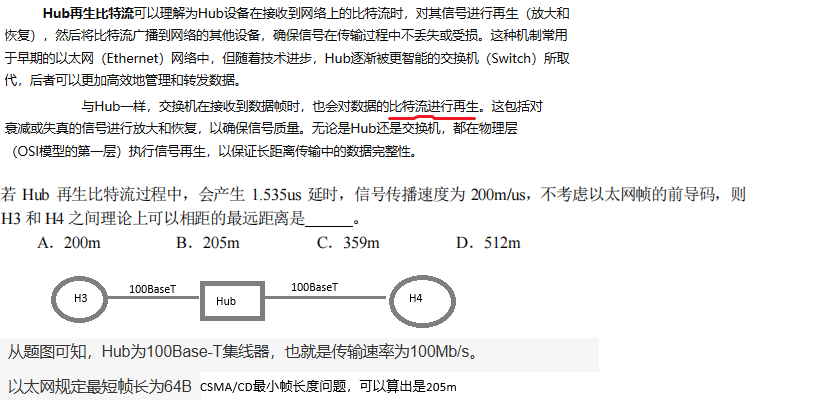 Hub再生比特流可以理解为Hub设备在接收到网络上的比特流时，对其信号进行再生（放大和
恢复），然后将比特流广播到网络的其他设备，确保信号在传输过程中不丢失或受损。这种机制常用
于早期的以太网（Ethernet）网络中，但随着技术进步，Hub逐渐被更智能的交换机（Switch）所取
代，后者可以更加高效地管理和转发数据。
与Hub一样，交换机在接收到数据帧时，也会对数据的比特流进行再生。这包括对
衰减或失真的信号进行放大和恢复，以确保信号质量。无论是Hub还是交换机，都在物理层
（OSI模型的第一层）执行信号再生，以保证长距离传输中的数据完整性。
若 Hub 再生比特流过程中，会产生 1.535us 延时，信号传播速度为 200m/us，不考虑以太网帧的前导码，则
H3 和 H4 之间理论上可以相距的最远距离是______。
A．200m B．205m C．359m D．512m
H3 100BaseT Hub 100BaseT H4
从题图可知，Hub为100Base-T集线器，也就是传输速率为100Mb/s。
以太网规定最短帧长为64B CSMA/CD最小帧长度问题，可以算出是205m